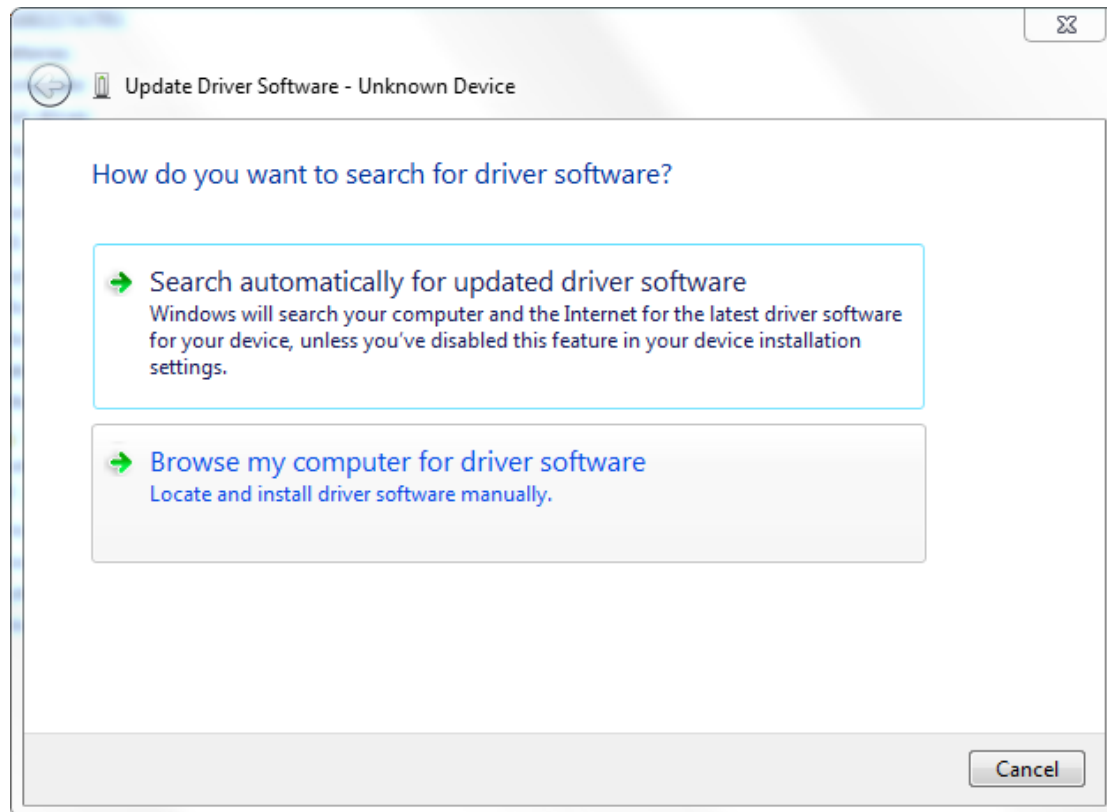 Update Driver Software - Unknown Device
How do you want to search for driver software?
Search automatically for updated driver software
Windows will search your computer and the Internet for the latest driver software
for your device, unless you've disabled this feature in your device installation
settings.
Browse my computer for driver software
Locate and install driver software manually.
Cancel